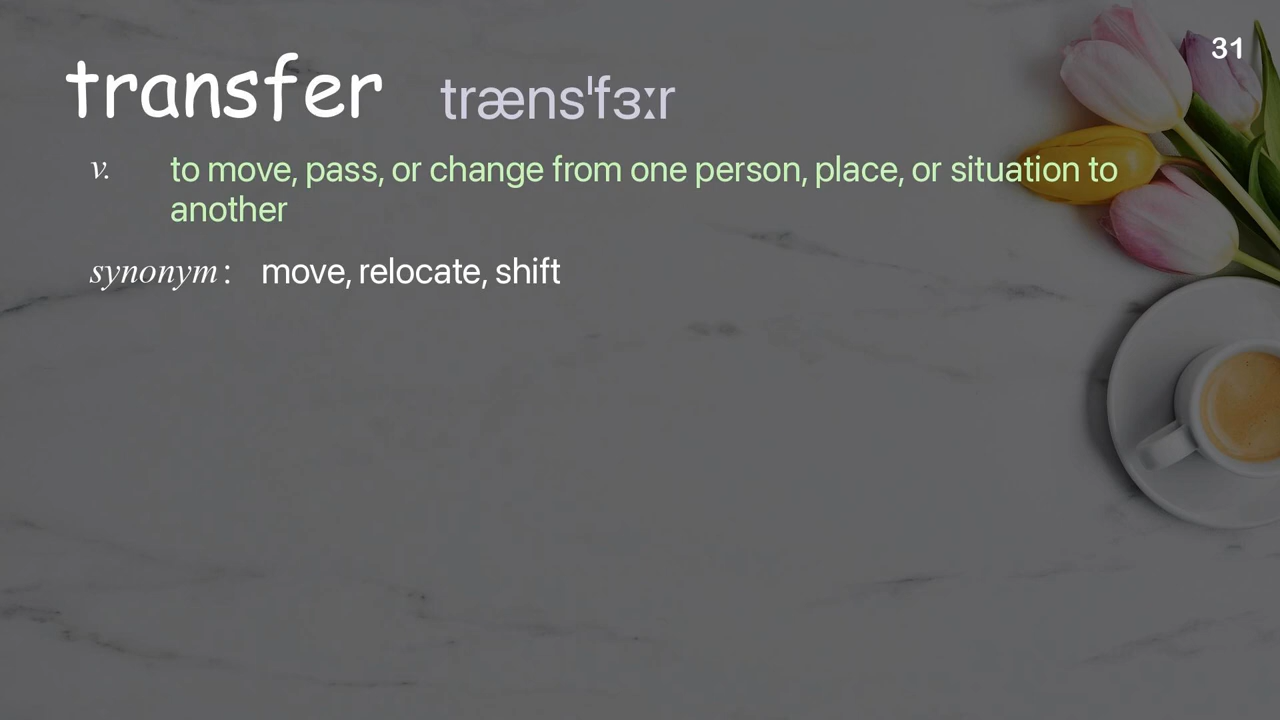 31
transfer trænsˈfɜːr
v. to move, pass, or change from one person, place, or situation to
another
synonym: move, relocate, shift